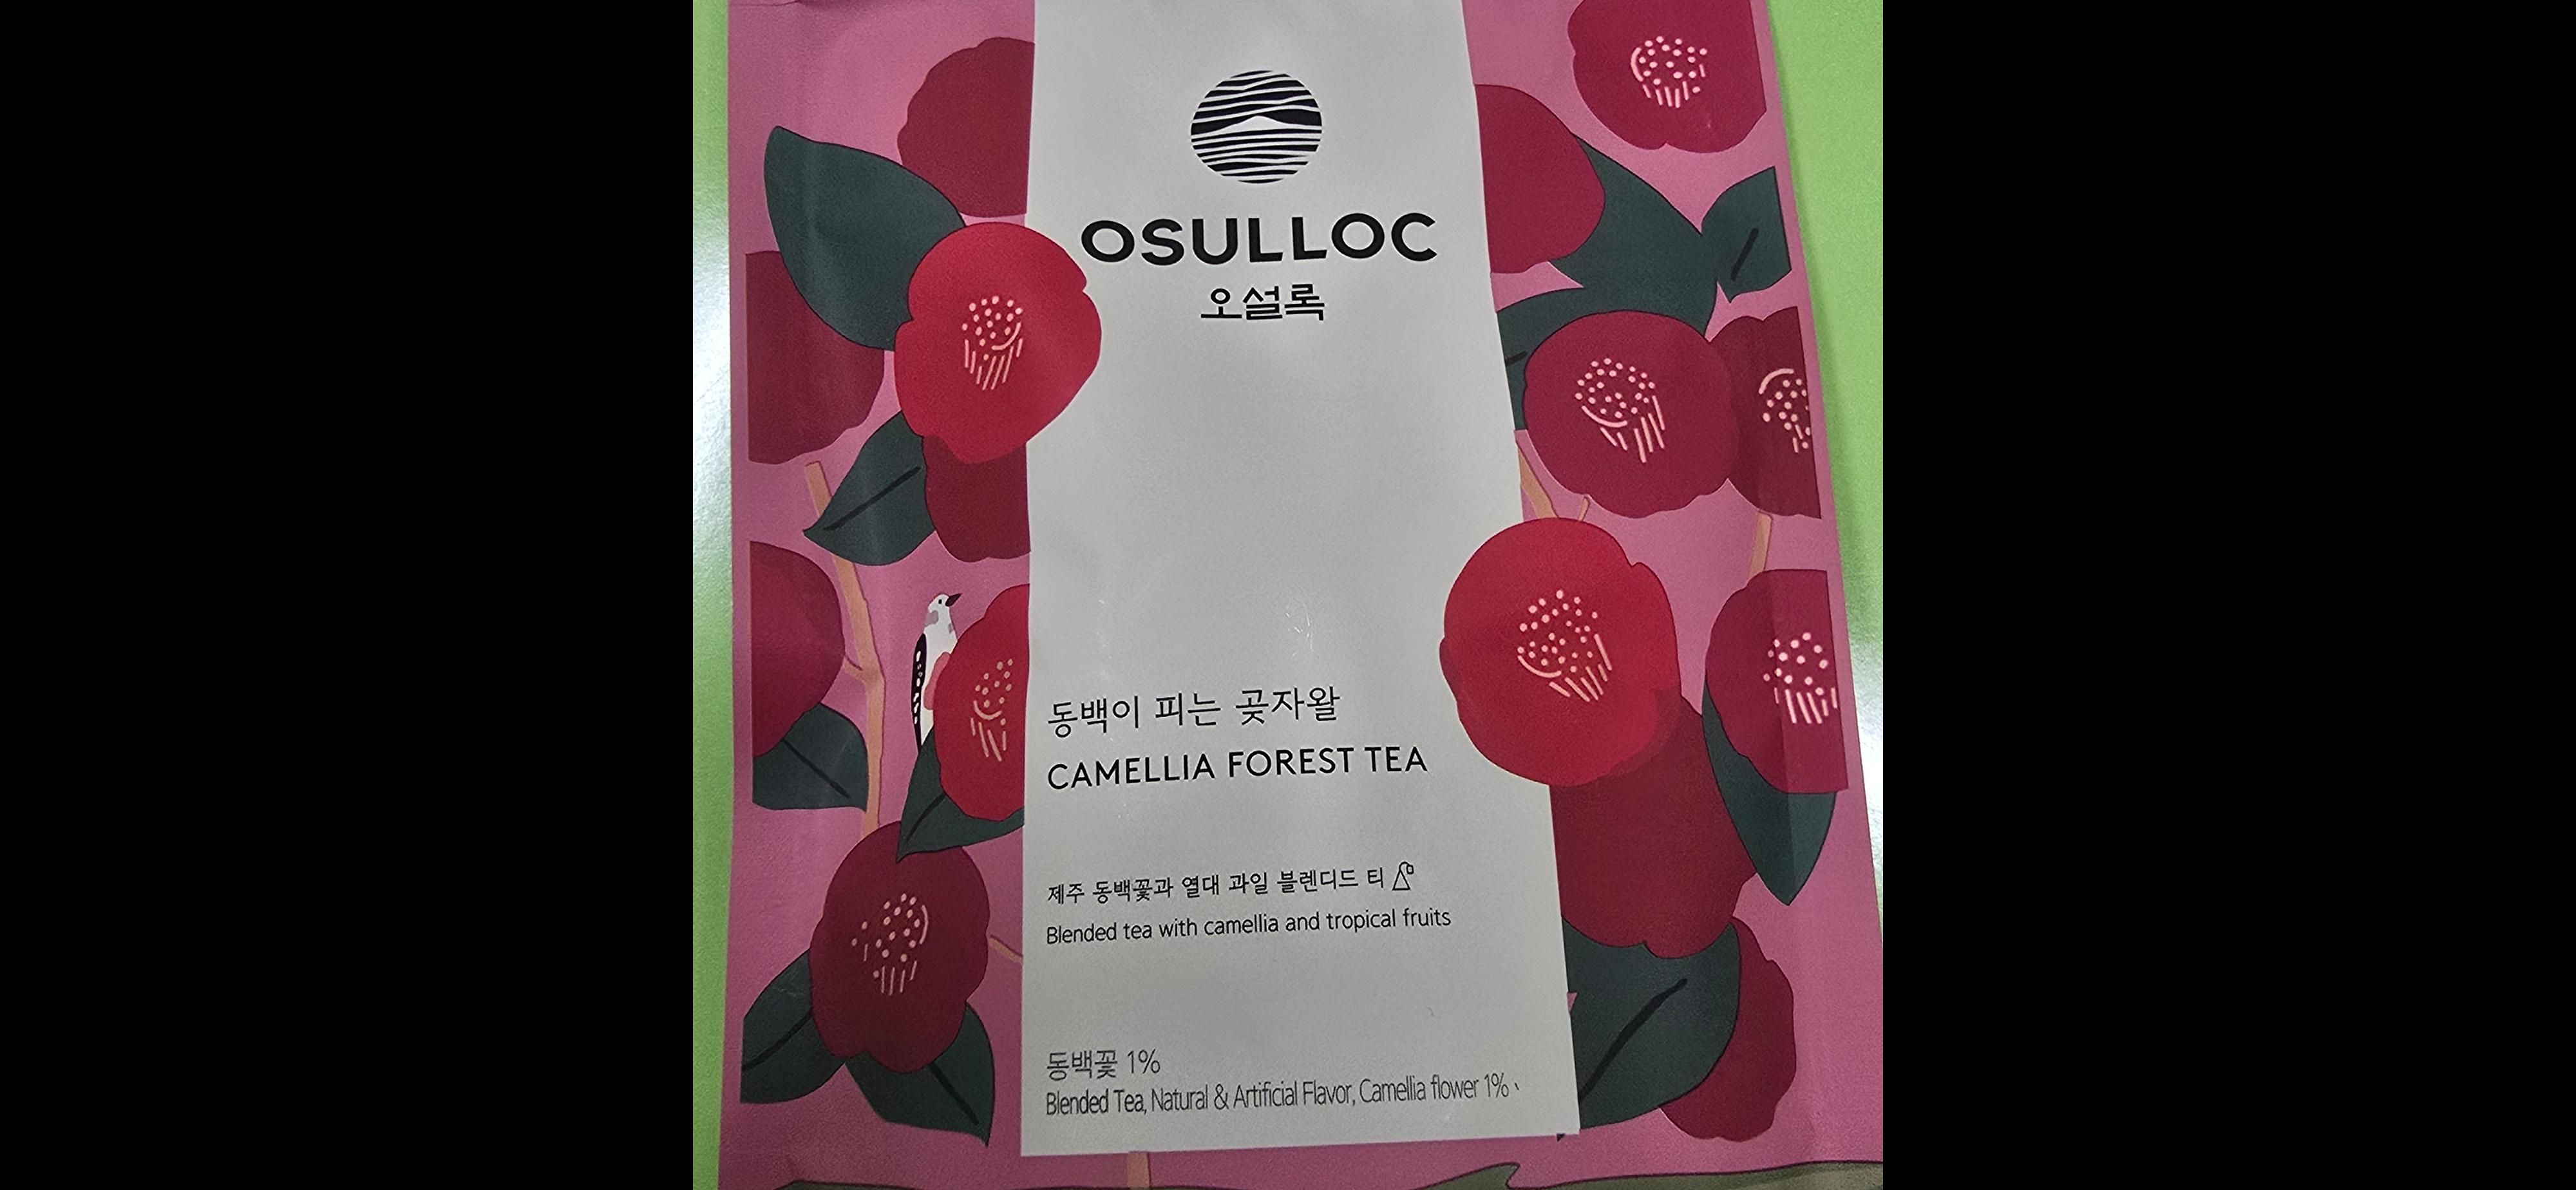 OSULLOC
오설록
동백이 피는 곶자왈
CAMELLIA FOREST TEA
제주 동백꽃과 열대 과일 블렌디드 티
Blended tea with camellia and tropical fruits
동백꽃 1%
Blended Tea, Natural & Artificial Flavor, Camellia flower 1%